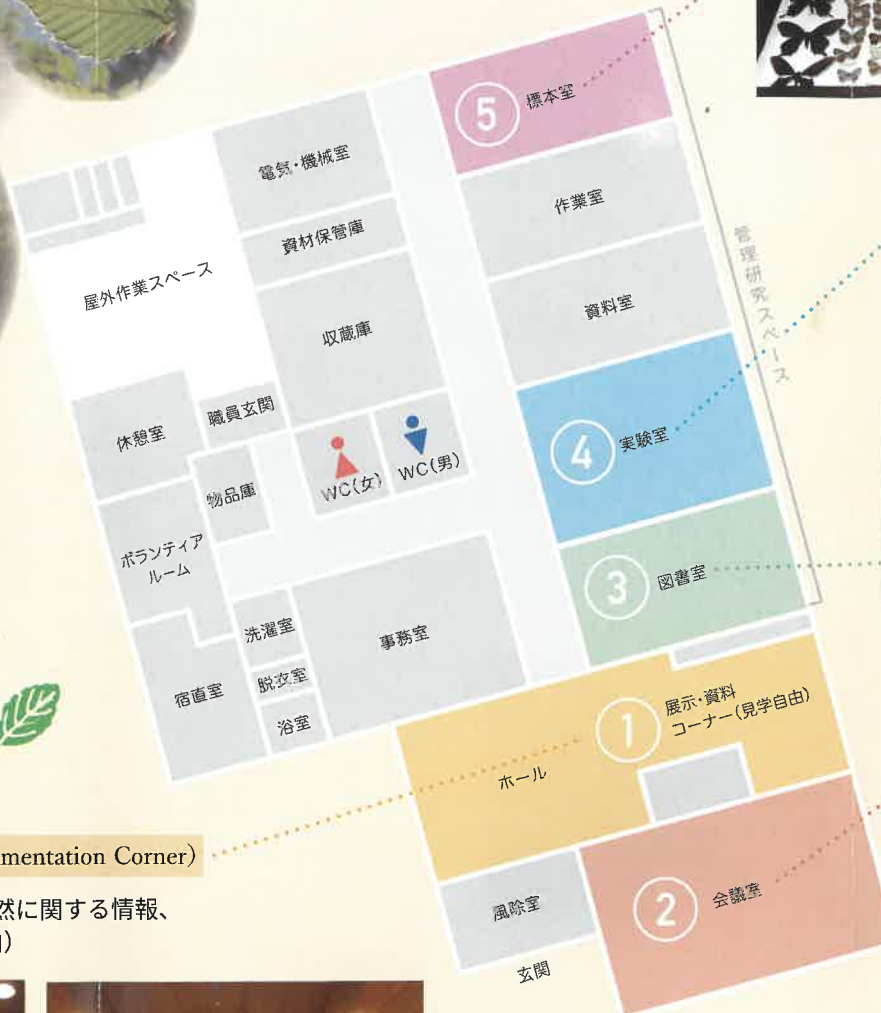 5
標本室
電気・機械室
作業室
資材保管庫
屋外作業スペース
管理研究スペース
資料室
収蔵庫
職員玄関
休憩室
4
実験室
WC(女)
WC(男)
物品庫
ボランティア
ルーム
3
図書室
洗濯室
事務室
脱衣室
宿直室
浴室
1
展示・資料
コーナー(見学自由)
ホール
mentation Corner)
然に関する情報、
2
会議室
風除室
玄関